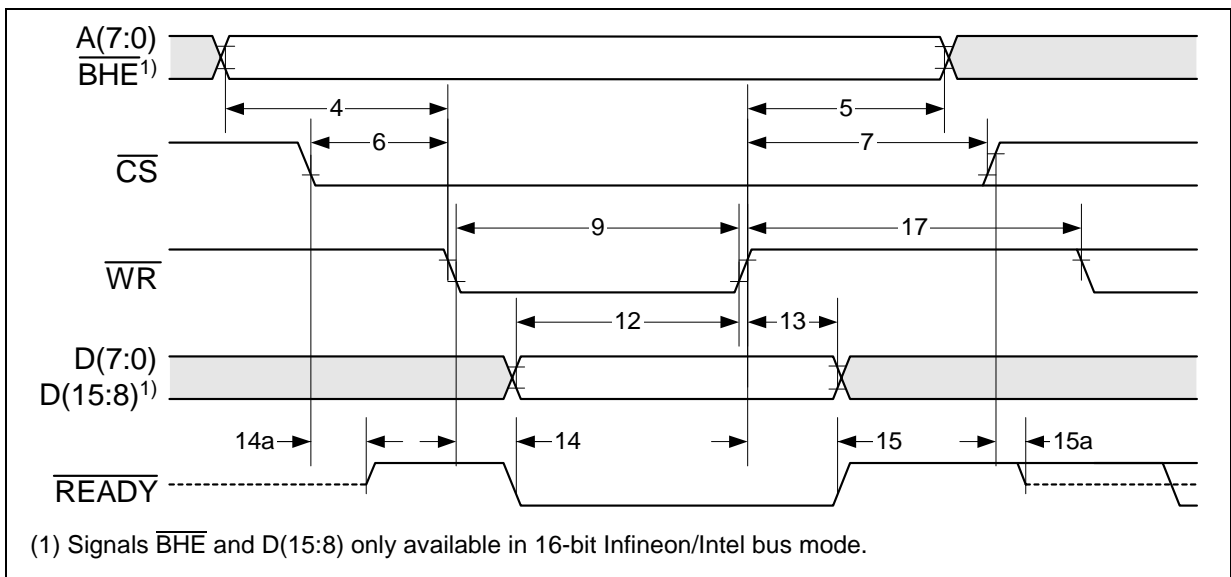 A(7:0)
BHE1)
4
5
6
7
CS
9
17
WR
12
13
D(7:0)
D(15:8)1)
14a
14
15
15a
READY
(1) Signals BHE and D(15:8) only available in 16-bit Infineon/Intel bus mode.